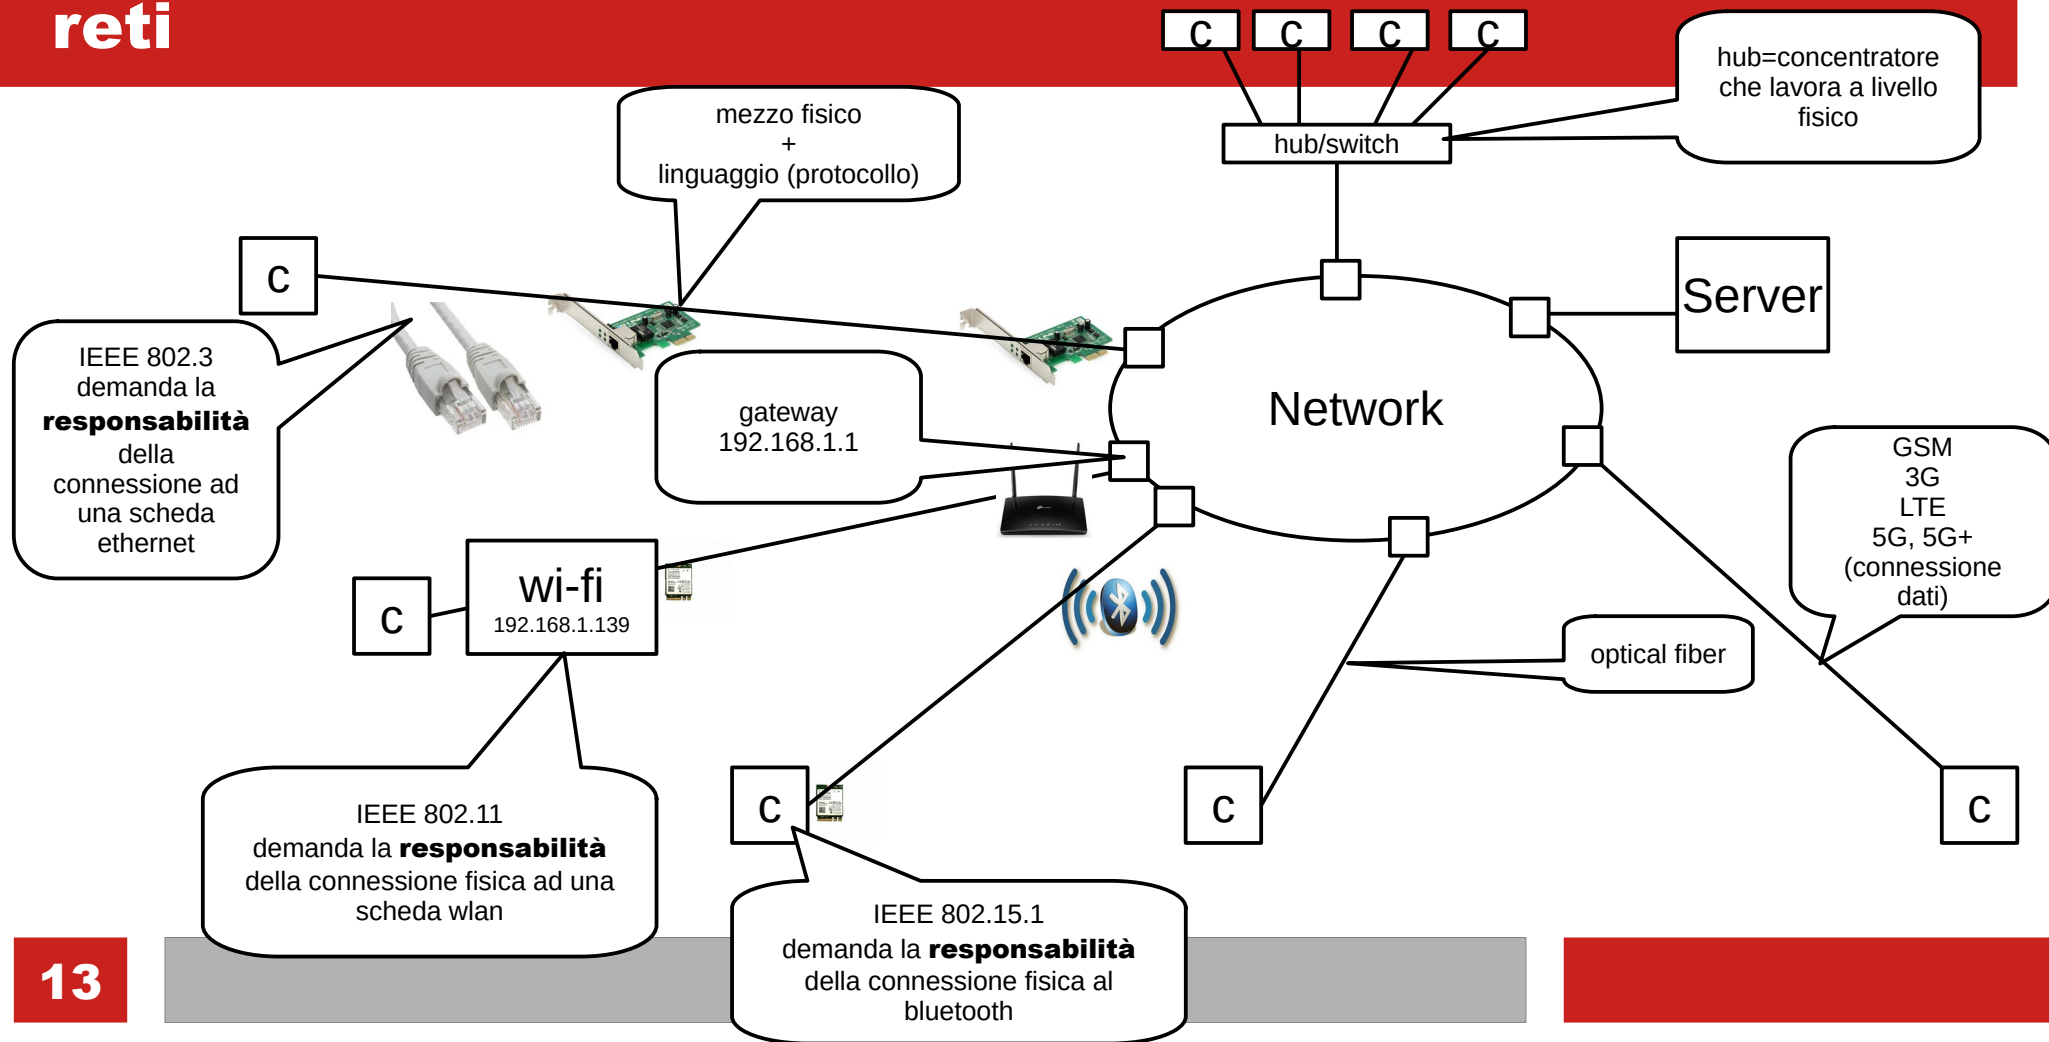 reti
c
c
c
c
hub=concentratore
che lavora a livello
fisico
mezzo fisico
+
linguaggio (protocollo)
hub/switch
c
Server
IEEE 802.3
demanda la
responsabilità
della
connessione ad
una scheda
ethernet
gateway
192.168.1.1
Network
GSM
3G
LTE
5G, 5G+
(connessione
dati)
wi-fi
192.168.1.139
c
optical fiber
c
c
c
IEEE 802.11
demanda la responsabilità
della connessione fisica ad una
scheda wlan
IEEE 802.15.1
demanda la responsabilità
della connessione fisica al
bluetooth
13